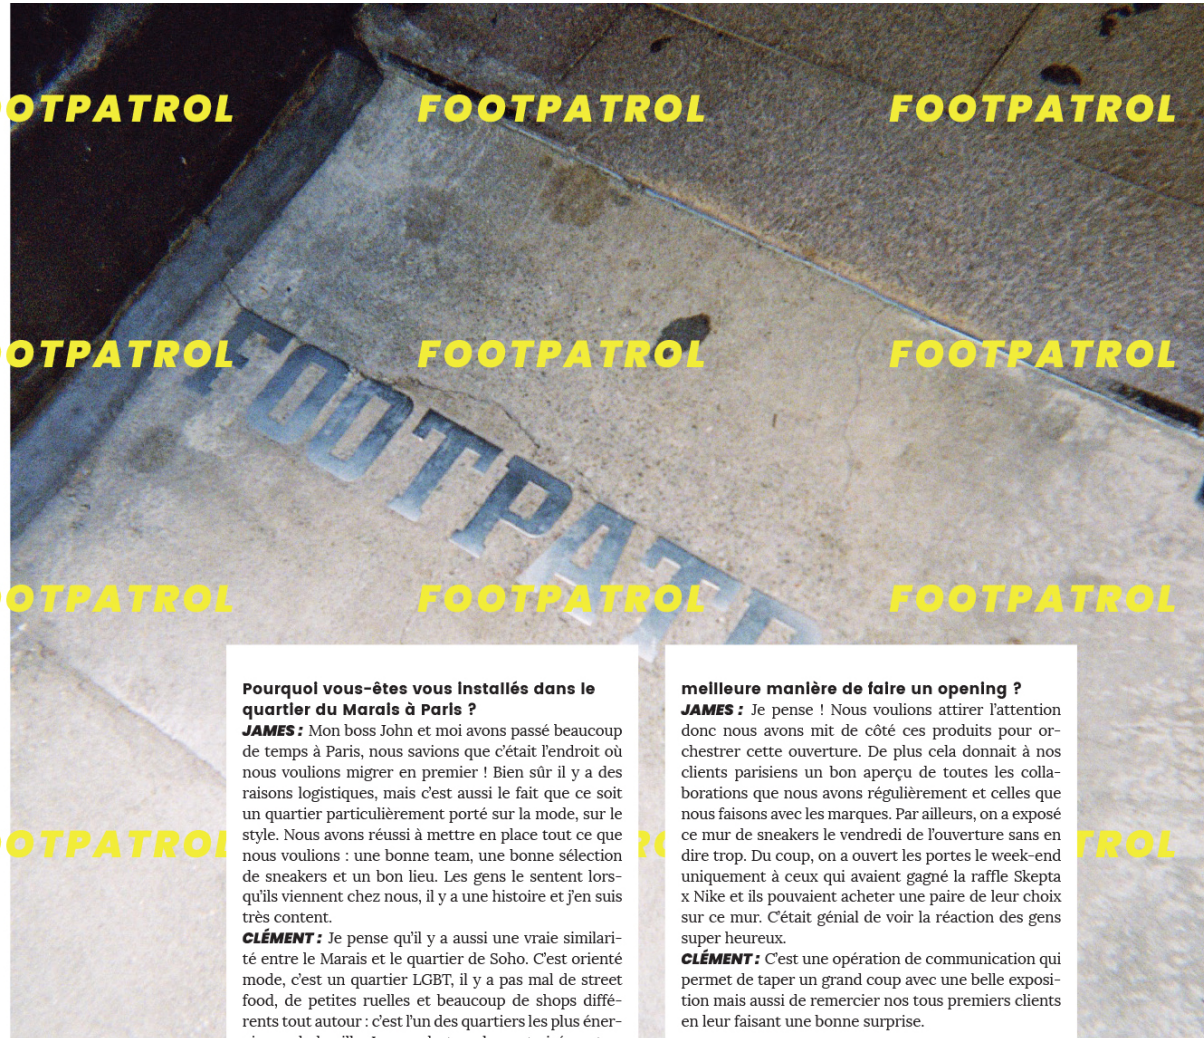 OTPATROL FOOTPATROL FOOTPATROL
OTPATROL FOOTPATROL FOOTPATROL
FOOTPATR
OTPATROL FOOTPATROL FOOTPATROL
OTPATROL TROL
Pourquoi vous-êtes vous installés dans le
quartier du Marais à Paris ?
JAMES : Mon boss John et moi avons passé beaucoup
de temps à Paris, nous savions que c’était l’endroit où
nous voulions migrer en premier ! Bien sûr il y a des
raisons logistiques, mais c’est aussi le fait que ce soit
un quartier particulièrement porté sur la mode, sur le
style. Nous avons réussi à mettre en place tout ce que
nous voulions : une bonne team, une bonne sélection
de sneakers et un bon lieu. Les gens le sentent lors-
qu’ils viennent chez nous, il y a une histoire et j’en suis
très content.
CLÉMENT : Je pense qu’il y a aussi une vraie similari-
té entre le Marais et le quartier de Soho. C’est orienté
mode, c’est un quartier LGBT, il y a pas mal de street
food, de petites ruelles et beaucoup de shops diffé-
rents tout autour : c’est l’un des quartiers les plus éner-
meilleure manière de faire un opening ?
JAMES : Je pense ! Nous voulions attirer l’attention
donc nous avons mit de côté ces produits pour or-
chestrer cette ouverture. De plus cela donnait à nos
clients parisiens un bon aperçu de toutes les colla-
borations que nous avons régulièrement et celles que
nous faisons avec les marques. Par ailleurs, on a exposé
ce mur de sneakers le vendredi de l’ouverture sans en
dire trop. Du coup, on a ouvert les portes le week-end
uniquement à ceux qui avaient gagné la raffle Skepta
x Nike et ils pouvaient acheter une paire de leur choix
sur ce mur. C’était génial de voir la réaction des gens
super heureux.
CLÉMENT : C’est une opération de communication qui
permet de taper un grand coup avec une belle exposi-
tion mais aussi de remercier nos tous premiers clients
en leur faisant une bonne surprise.